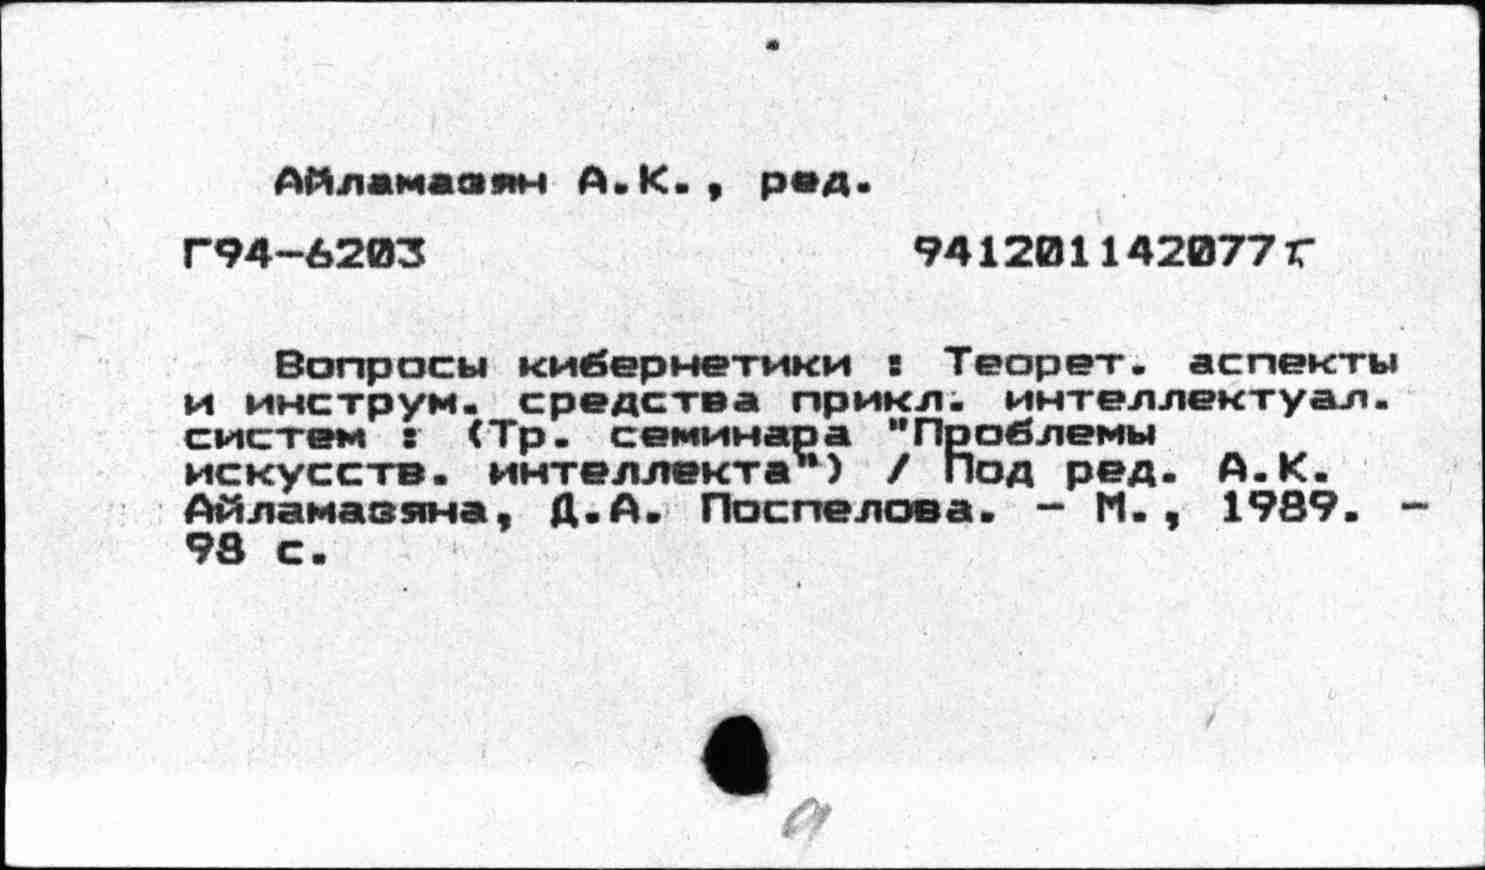 Айламазян А.К., ред.
Г94-6203 941201142077г
Вопросы кибернетики : Теорет. аспекты
и инструм. средства прикл. интеллектуал.
систем : (Тр. семинара "Проблемы
искусств. интеллекта") / Под ред. А.К.
Айламазяна, Д.А. Поспелова. - М., 1989. -
98 с.